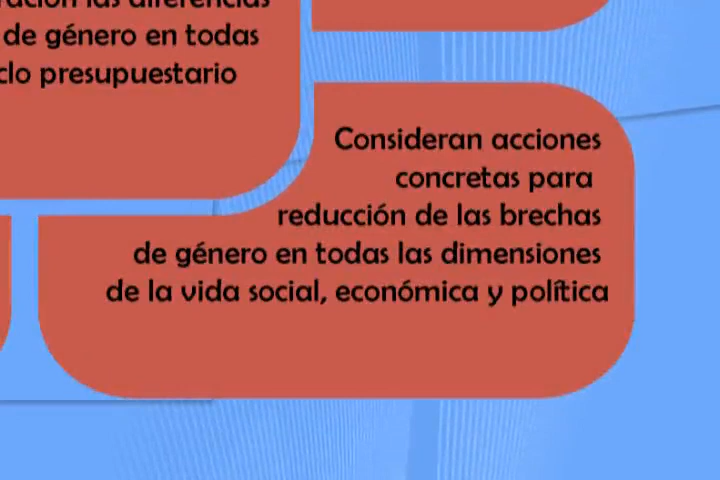 de género en todas
presupuestario
Consideran acciones
concretas para
reducción de las brechas
de género en todas las dimensiones
de la vida social, económica y política